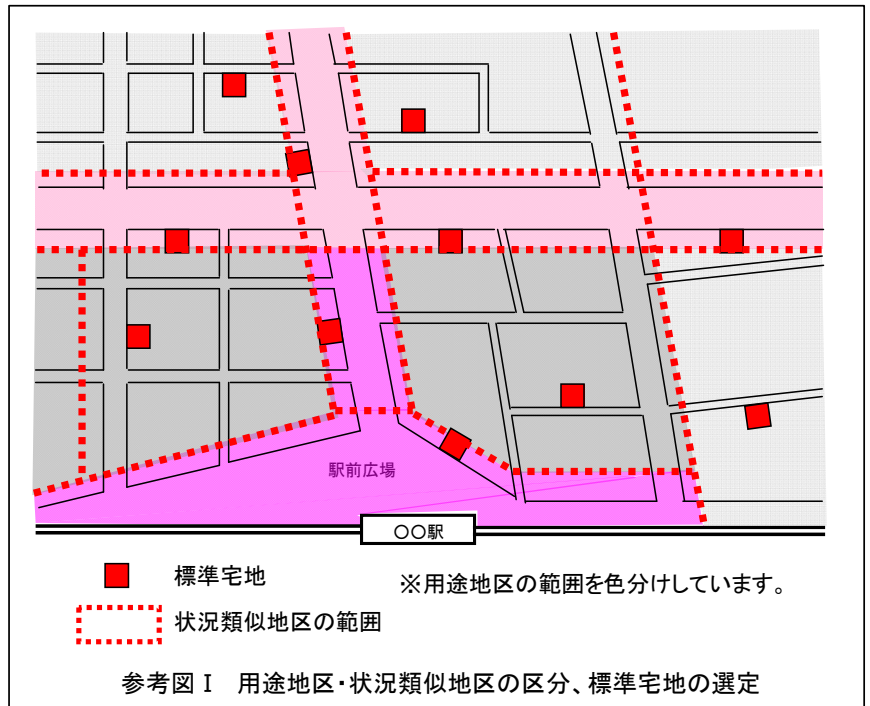 駅前広場
〇〇駅
標準宅地
※用途地区の範囲を色分けしています。
状況類似地区の範囲
参考図Ⅰ 用途地区・状況類似地区の区分、標準宅地の選定